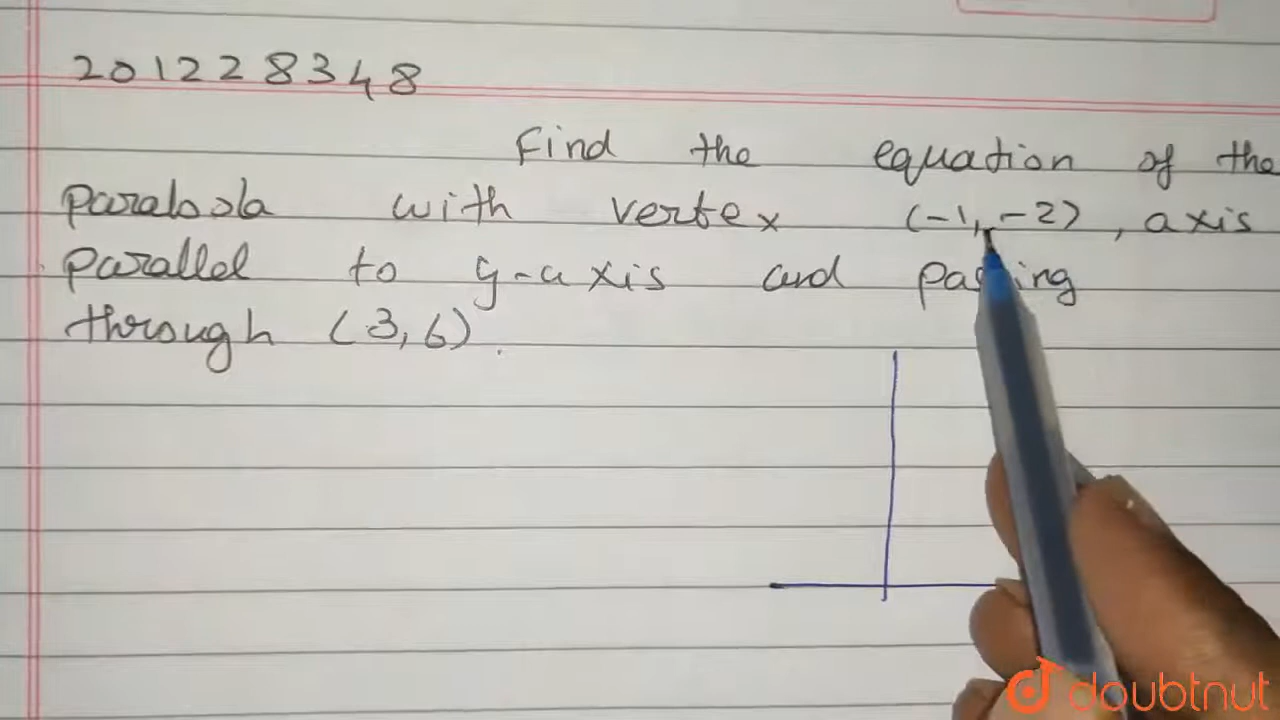 201228348
Find the equation of the
parabola with vertex (-1,-2), axis
parallel to y-axis and passing
through (3,6).
doubtnut